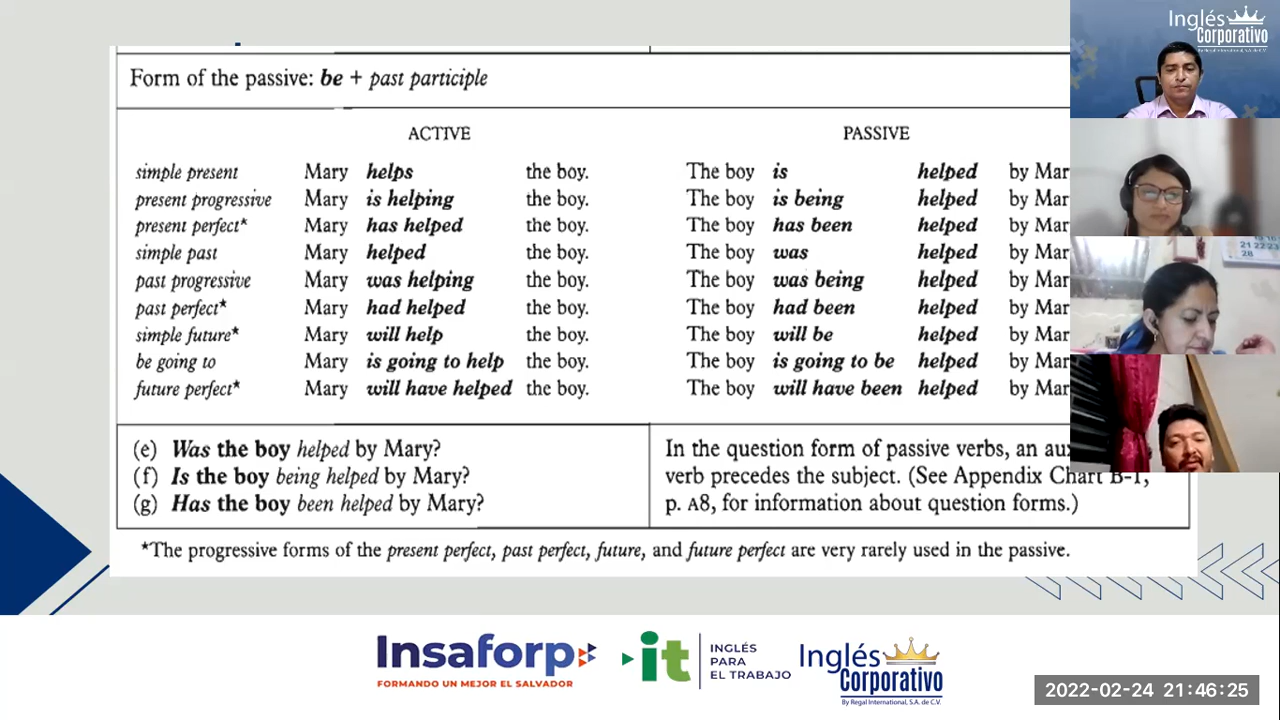 Inglés
Corporativo
By Regal International, S.A. de C.V.
Form of the passive: be + past participle
ACTIVE PASSIVE
simple present Mary helps the boy. The boy is helped by Mar
present progressive Mary is helping the boy. The boy is being helped by Mar
present perfect* Mary has helped the boy. The boy has been helped by Mar
simple past Mary helped the boy. The boy was helped by Mar
past progressive Mary was helping the boy. The boy was being helped by Mar
past perfect* Mary had helped the boy. The boy had been helped by Mar
simple future* Mary will help the boy. The boy will be helped by Mar
be going to Mary is going to help the boy. The boy is going to be helped by Mar
future perfect* Mary will have helped the boy. The boy will have been helped by Mar
(e) Was the boy helped by Mary?
(f) Is the boy being helped by Mary?
(g) Has the boy been helped by Mary?
In the question form of passive verbs, an au
verb precedes the subject. (See Appendix Chart B-1,
p. A8, for information about question forms.)
*The progressive forms of the present perfect, past perfect, future, and future perfect are very rarely used in the passive.
Insaforp
FORMANDO UN MEJOR EL SALVADOR
it
INGLÉS
PARA
EL TRABAJO
Inglés
Corporativo
By Regal International, S.A. de C.V.
2022-02-24 21:46:25